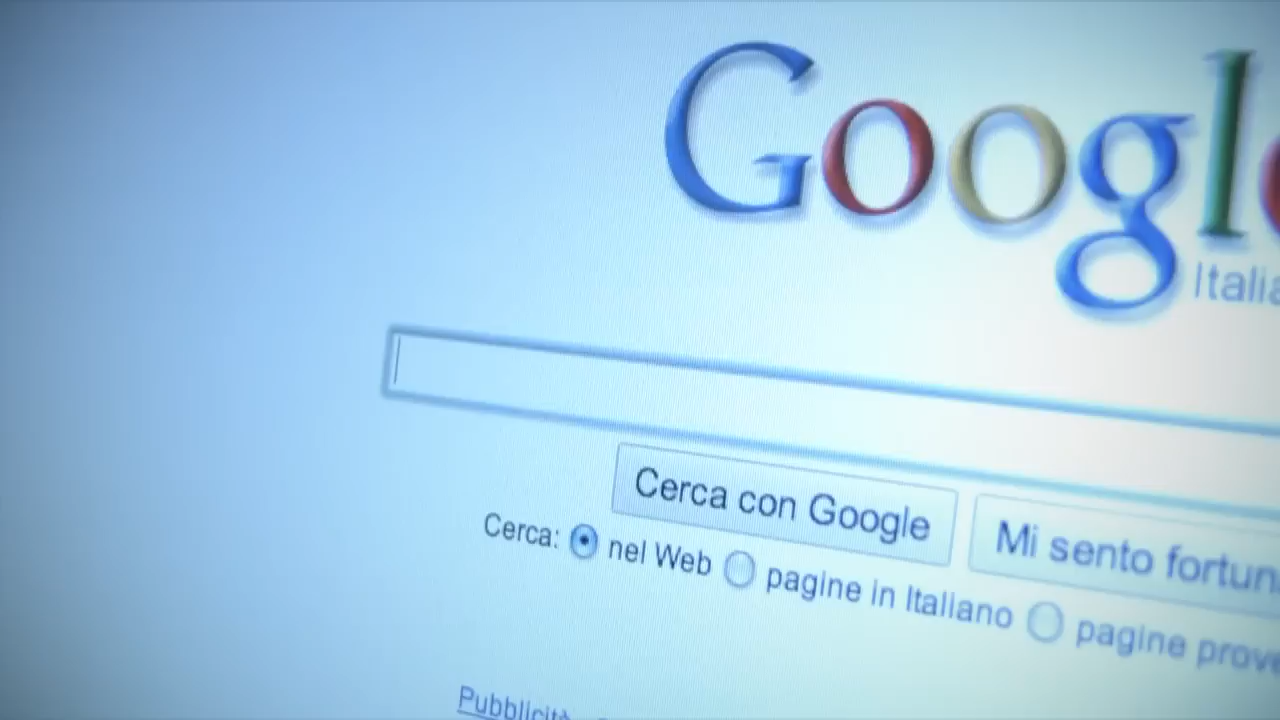 Google
Italia
Cerca con Google Mi sento fortun
Cerca: nel Web pagine in Italiano pagine prove
Pubblicità